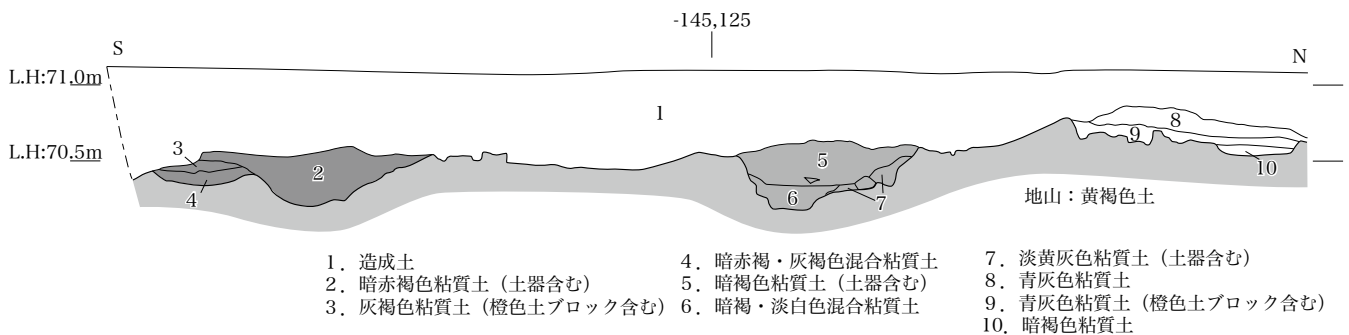 -145,125
S
N
L.H:71.0m
1
8
9
L.H:70.5m
3
5
2
10
4
6
7
地山：黄褐色土
1．造成土
2．暗赤褐色粘質土（土器含む）
3．灰褐色粘質土（橙色土ブロック含む）
4．暗赤褐・灰褐色混合粘質土
5．暗褐色粘質土（土器含む）
6．暗褐・淡白色混合粘質土
7．淡黄灰色粘質土（土器含む）
8．青灰色粘質土
9．青灰色粘質土（橙色土ブロック含む）
10．暗褐色粘質土